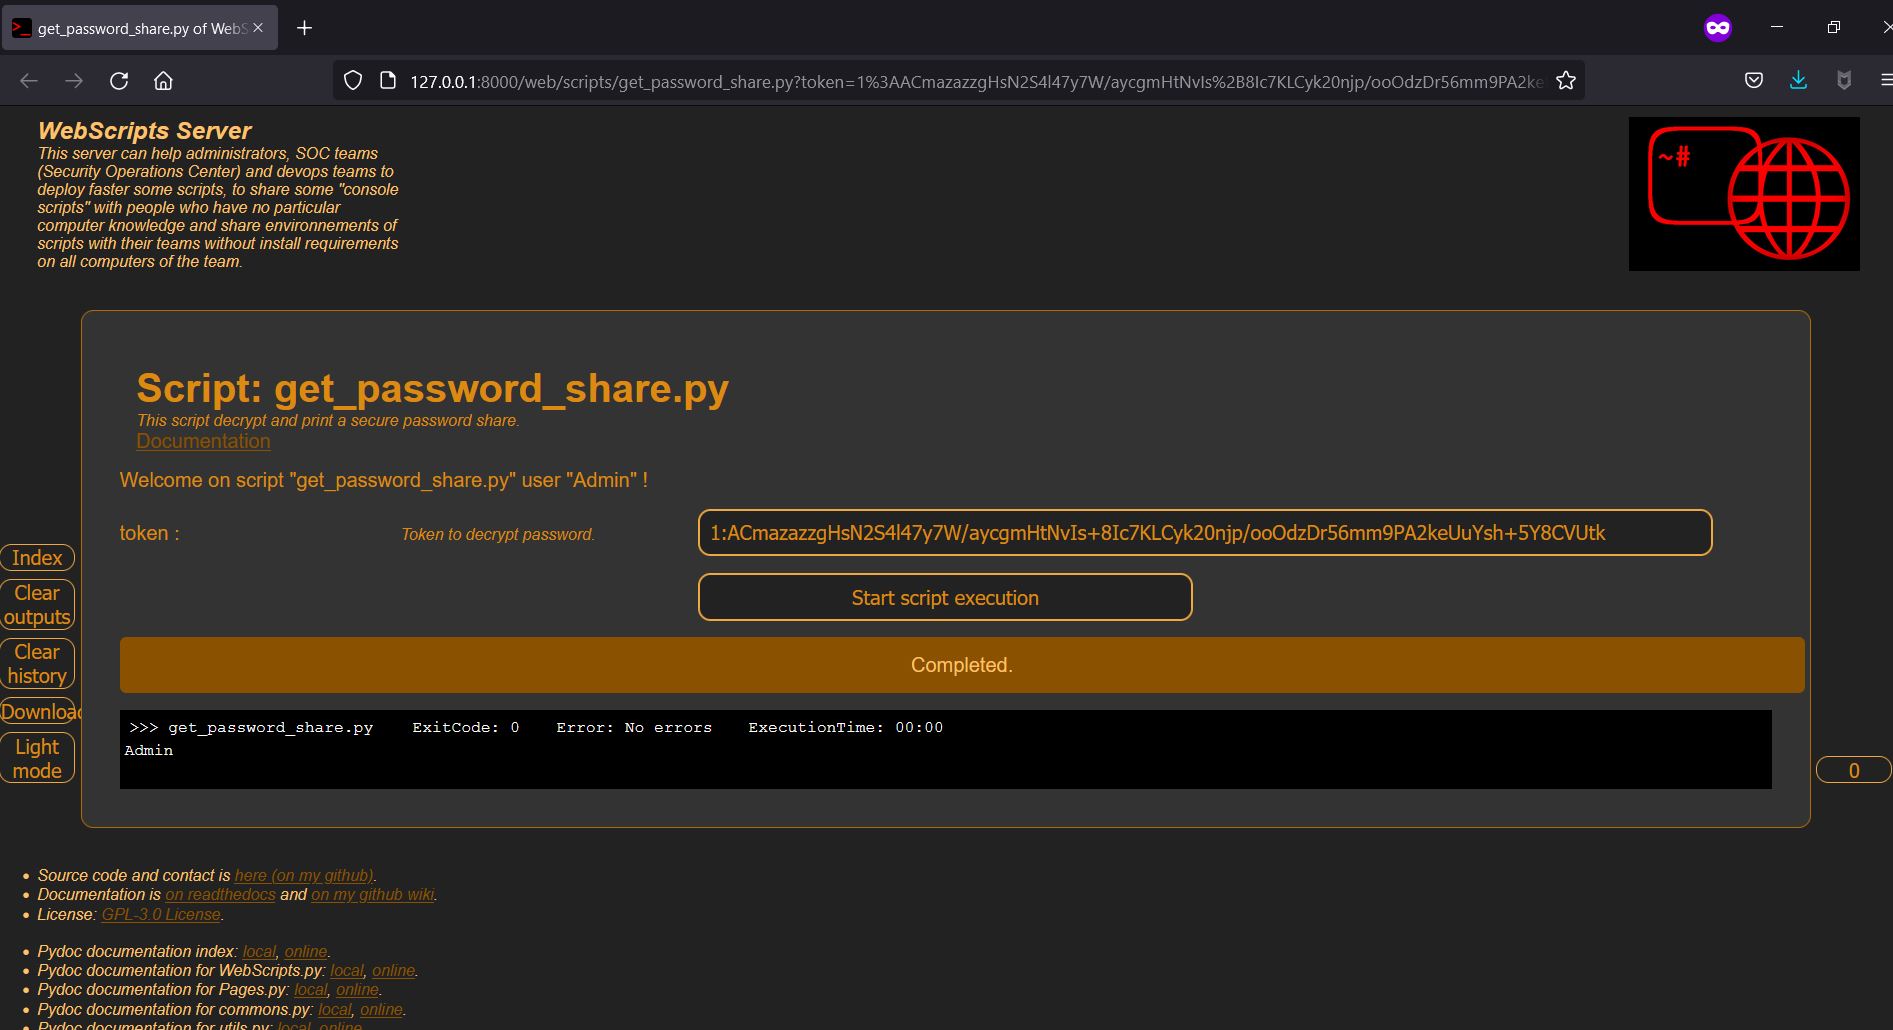 get_password_share.py of WebS
127.0.0.1:8000/web/scripts/get_password_share.py?token=1%3AACmazazzgHsN2S4l47y7W/aycgmHtNvIs%2B8Ic7KLCyk20njp/ooOdzDr56mm9PA2ke
WebScripts Server
This server can help administrators, SOC teams
(Security Operations Center) and devops teams to
deploy faster some scripts, to share some "console
scripts" with people who have no particular
computer knowledge and share environnements of
scripts with their teams without install requirements
on all computers of the team.
~#
Script: get_password_share.py
This script decrypt and print a secure password share.
Documentation
Welcome on script "get_password_share.py" user "Admin" !
token :
Token to decrypt password.
1:ACmazazzgHsN2S4l47y7W/aycgmHtNvIs+8Ic7KLCyk20njp/ooOdzDr56mm9PA2keUuYsh+5Y8CVUtk
Start script execution
Completed.
>>> get_password_share.py    ExitCode: 0    Error: No errors    ExecutionTime: 00:00
Admin
Index
Clear
outputs
Clear
history
Download
Light
mode
0
Source code and contact is here (on my github).
Documentation is on readthedocs and on my github wiki.
License: GPL-3.0 License.
Pydoc documentation index: local, online.
Pydoc documentation for WebScripts.py: local, online.
Pydoc documentation for Pages.py: local, online.
Pydoc documentation for commons.py: local, online.
Pydoc documentation for utils.py: local, online.